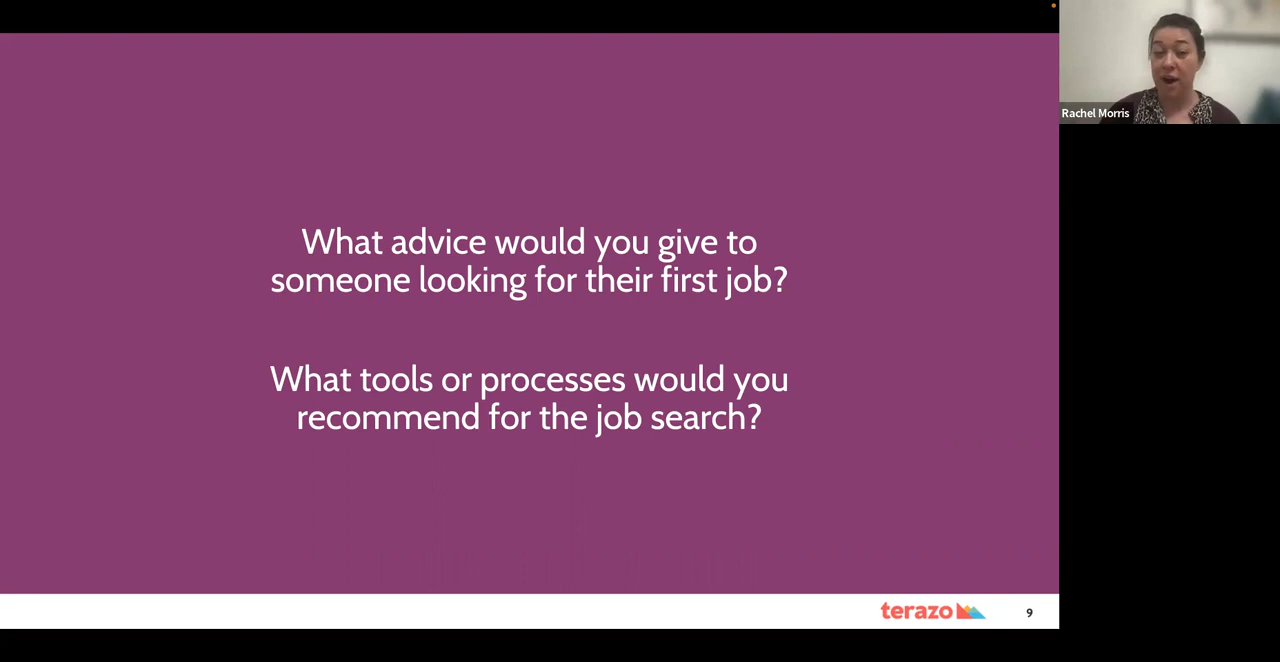 What advice would you give to
someone looking for their first job?
What tools or processes would you
recommend for the job search?
terazo
9
Rachel Morris